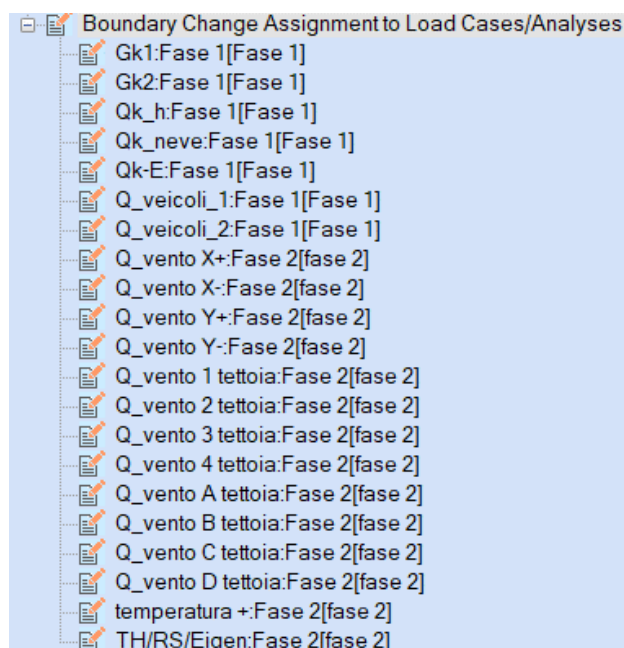 Boundary Change Assignment to Load Cases/Analyses
Gk1:Fase 1[Fase 1]
Gk2:Fase 1[Fase 1]
Qk_h:Fase 1[Fase 1]
Qk_neve:Fase 1[Fase 1]
Qk-E:Fase 1[Fase 1]
Q_veicoli_1:Fase 1[Fase 1]
Q_veicoli_2:Fase 1[Fase 1]
Q_vento X+:Fase 2[fase 2]
Q_vento X-:Fase 2[fase 2]
Q_vento Y+:Fase 2[fase 2]
Q_vento Y-:Fase 2[fase 2]
Q_vento 1 tettoia:Fase 2[fase 2]
Q_vento 2 tettoia:Fase 2[fase 2]
Q_vento 3 tettoia:Fase 2[fase 2]
Q_vento 4 tettoia:Fase 2[fase 2]
Q_vento A tettoia:Fase 2[fase 2]
Q_vento B tettoia:Fase 2[fase 2]
Q_vento C tettoia:Fase 2[fase 2]
Q_vento D tettoia:Fase 2[fase 2]
temperatura +:Fase 2[fase 2]
TH/RS/Eigen:Fase 2[fase 2]